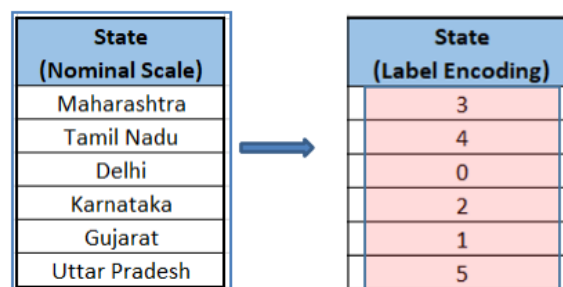 State
(Nominal Scale)
Maharashtra
Tamil Nadu
Delhi
Karnataka
Gujarat
Uttar Pradesh
State
(Label Encoding)
3
4
0
2
1
5